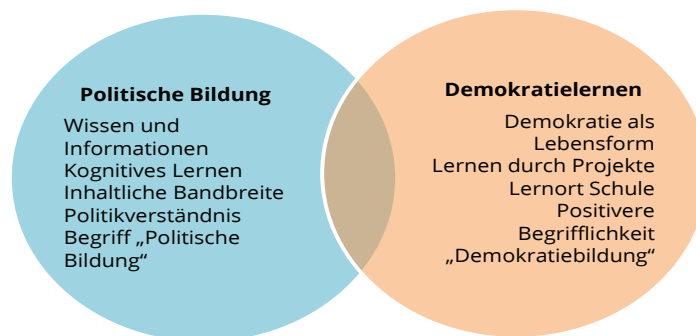 Politische Bildung
Wissen und
Informationen
Kognitives Lernen
Inhaltliche Bandbreite
Politikverständnis
Begriff „Politische
Bildung“
Demokratielernen
Demokratie als
Lebensform
Lernen durch Projekte
Lernort Schule
Positivere
Begrifflichkeit
„Demokratiebildung“